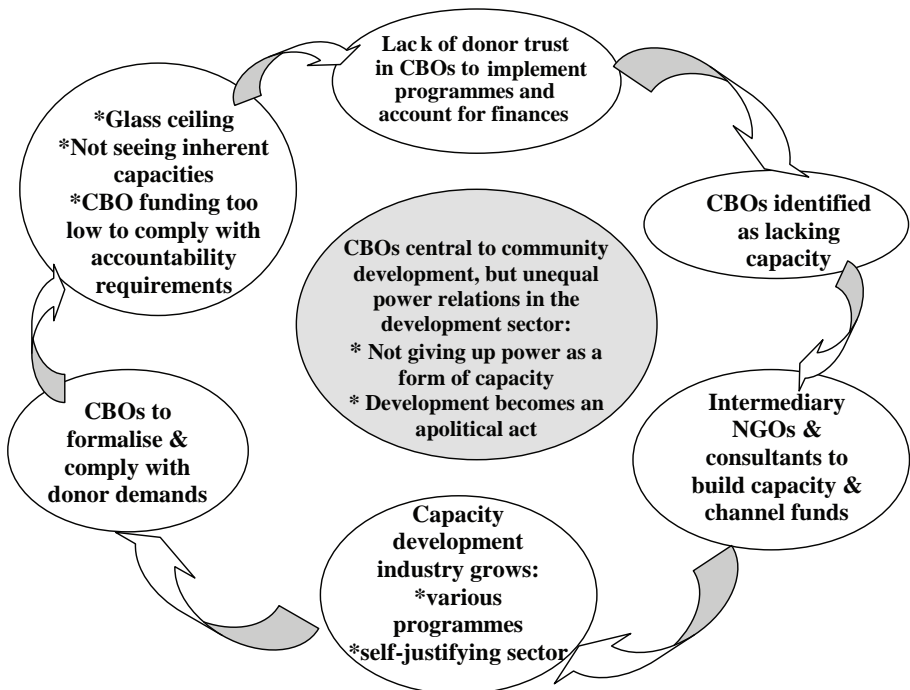 Lack of donor trust
in CBOs to implement
programmes and
account for finances
CBOs identified
as lacking
capacity
Intermediary
NGOs &
consultants to
build capacity &
channel funds
Capacity
development
industry grows:
*various
programmes
*self-justifying sector
CBOs to
formalise &
comply with
donor demands
*Glass ceiling
*Not seeing inherent
capacities
*CBO funding too
low to comply with
accountability
requirements
CBOs central to community
development, but unequal
power relations in the
development sector:
* Not giving up power as a
form of capacity
* Development becomes an
apolitical act